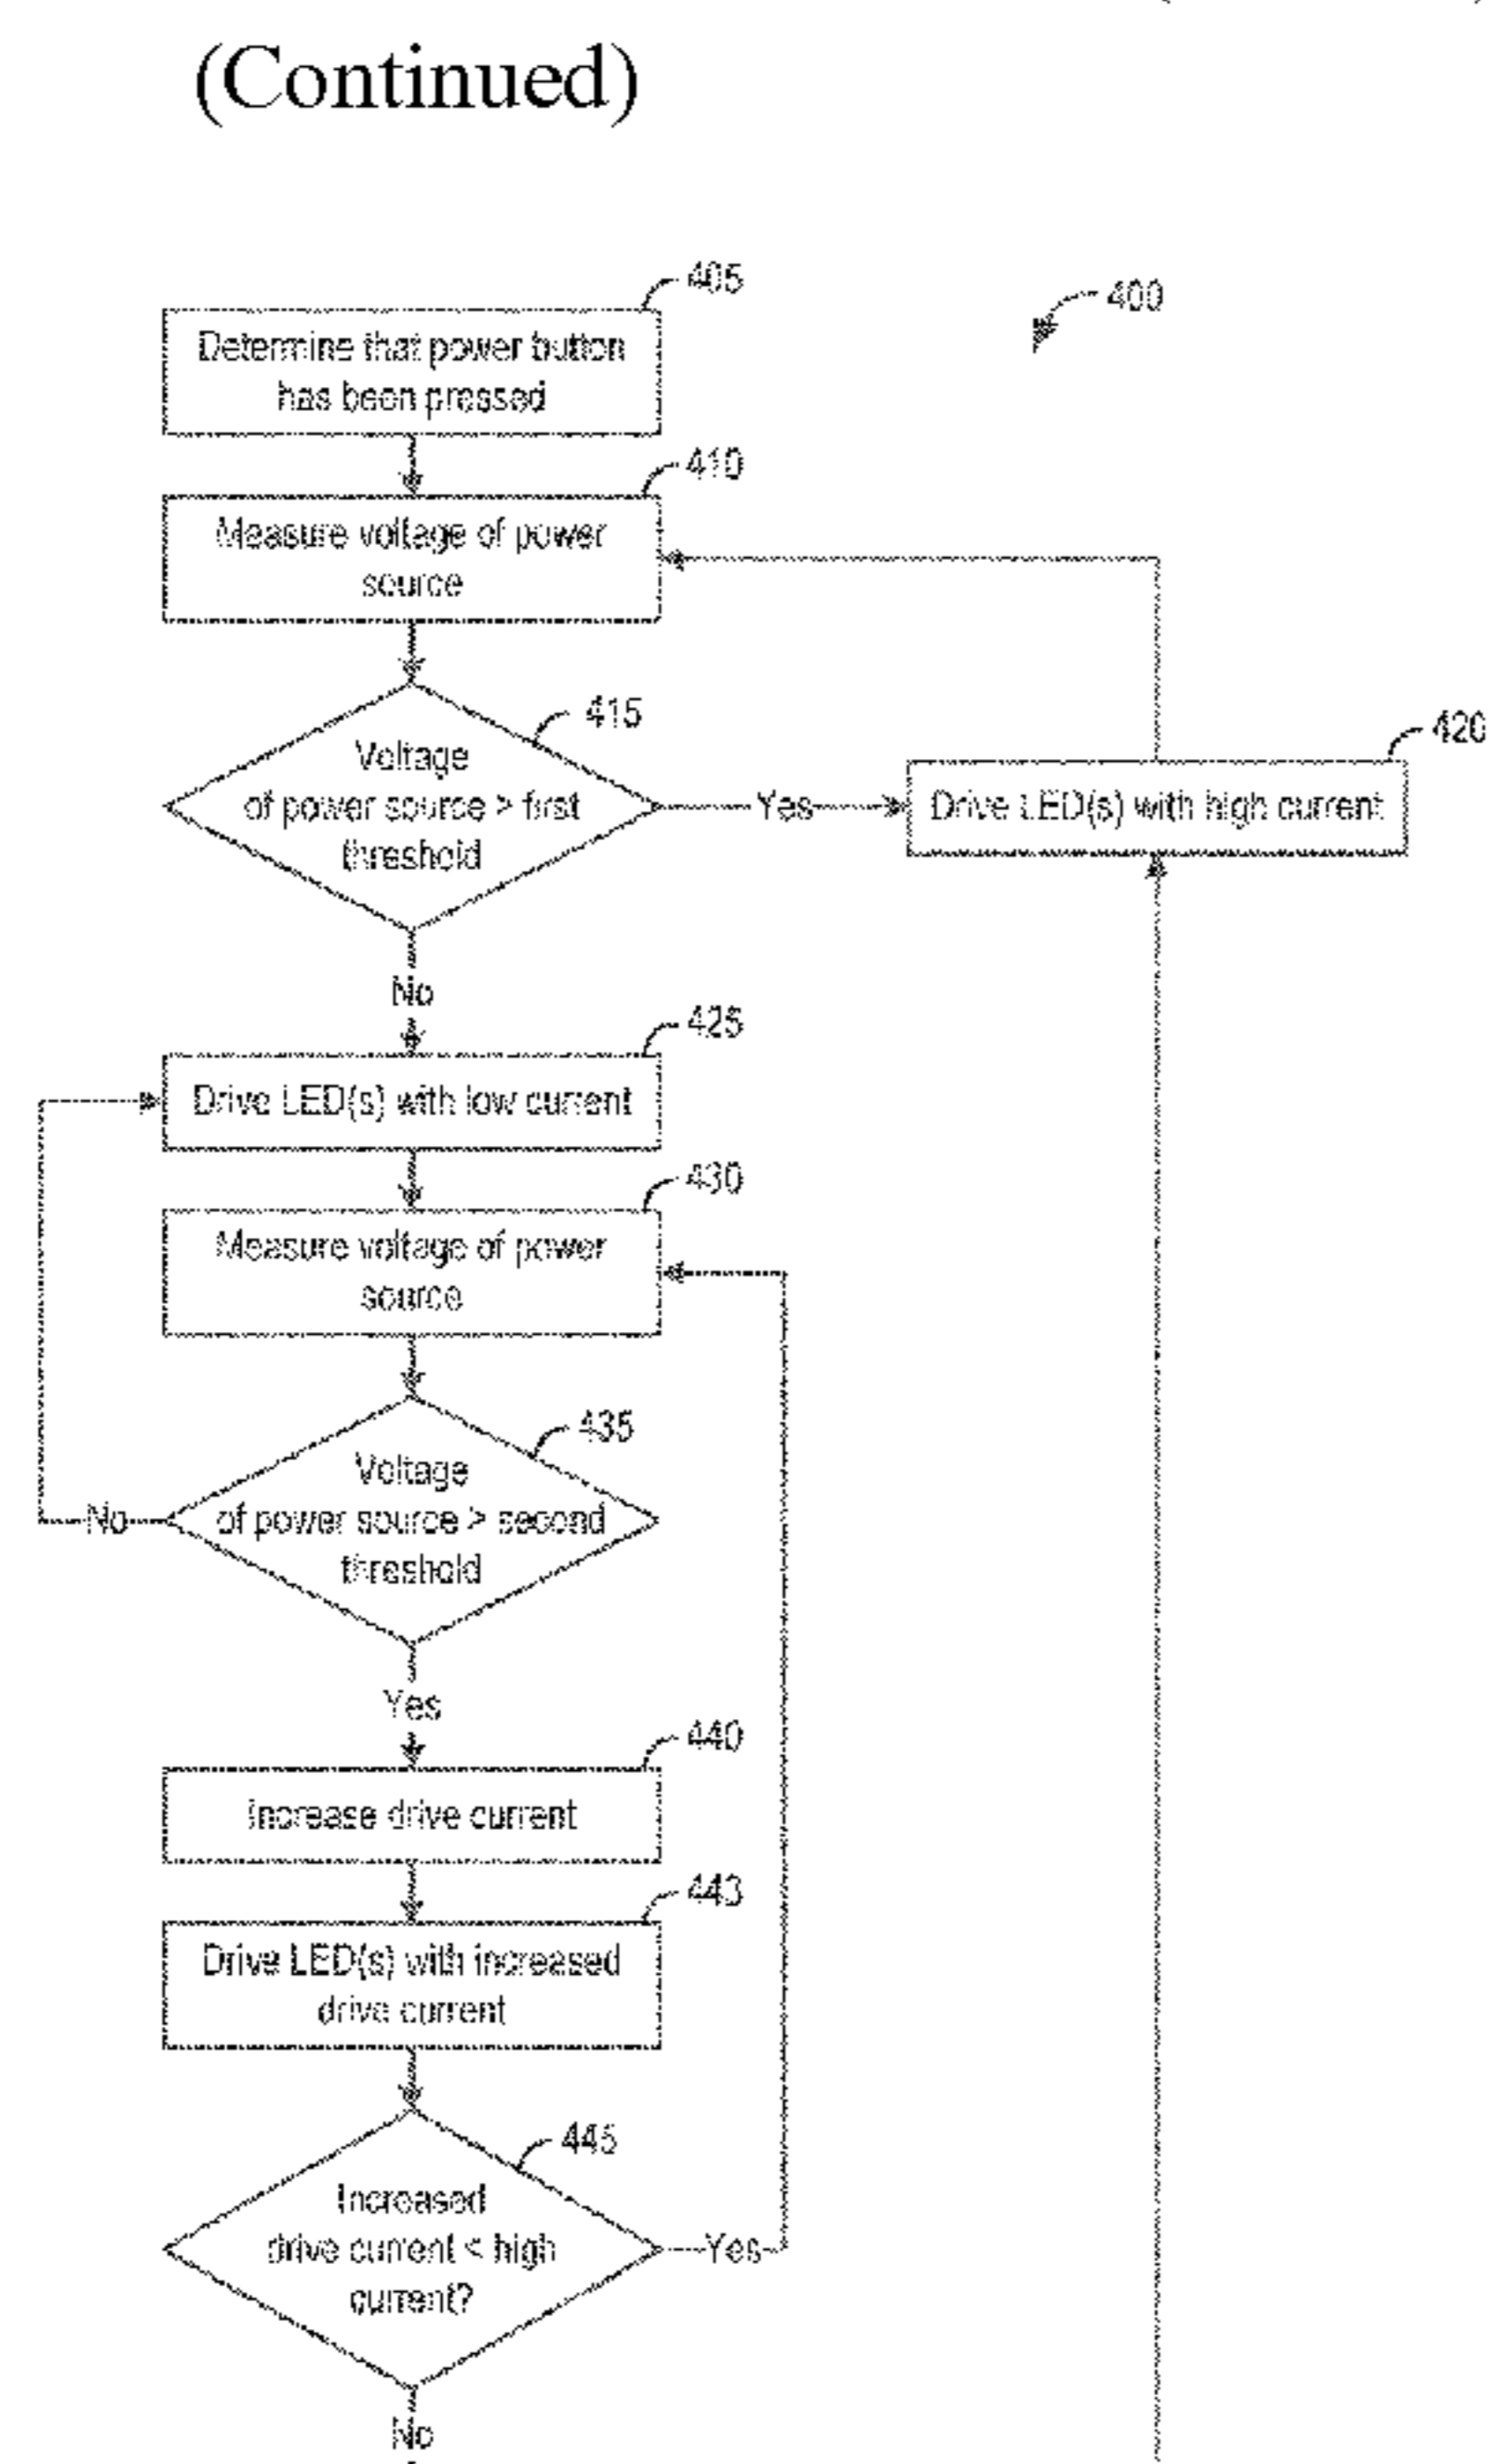 (Continued)
405
400
Determine that power button
has been pressed
410
Measure voltage of power
source
415
Voltage
of power source > first
threshold
Yes
420
Drive LED(s) with high current
No
425
Drive LED(s) with low current
430
Measure voltage of power
source
435
Voltage
of power source > second
threshold
No
Yes
440
Increase drive current
443
Drive LED(s) with increased
drive current
445
Increased
drive current < high
current?
Yes
No